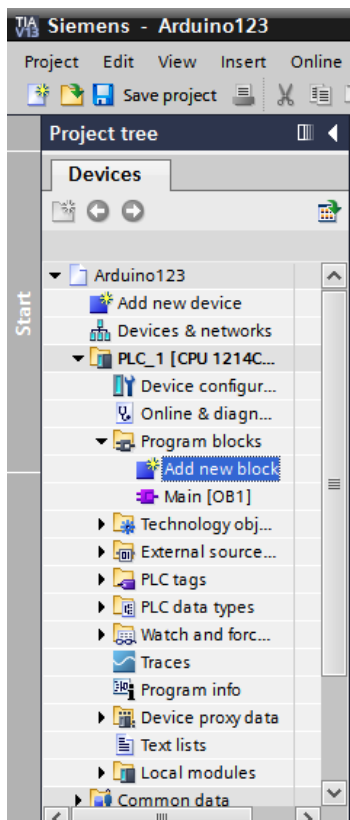 TIA
V13
Siemens - Arduino123
Project Edit View Insert Online
Save project
Project tree
Devices
Start
Arduino123
Add new device
Devices & networks
PLC_1 [CPU 1214C...
Device configur...
Online & diagn...
Program blocks
Add new block
Main [OB1]
Technology obj...
External source...
PLC tags
PLC data types
Watch and forc...
Traces
Program info
Device proxy data
Text lists
Local modules
Common data